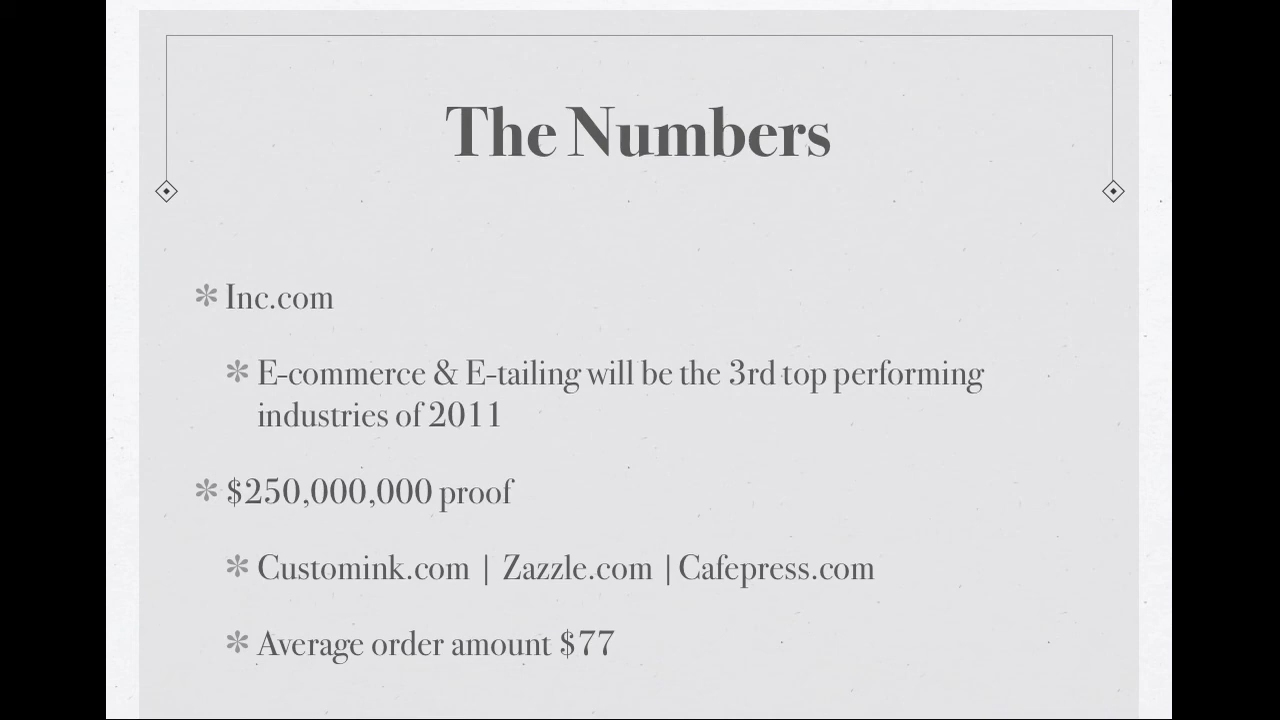 The Numbers
Inc.com
E-commerce & E-tailing will be the 3rd top performing
industries of 2011
$250,000,000 proof
Customink.com | Zazzle.com | Cafepress.com
Average order amount $77